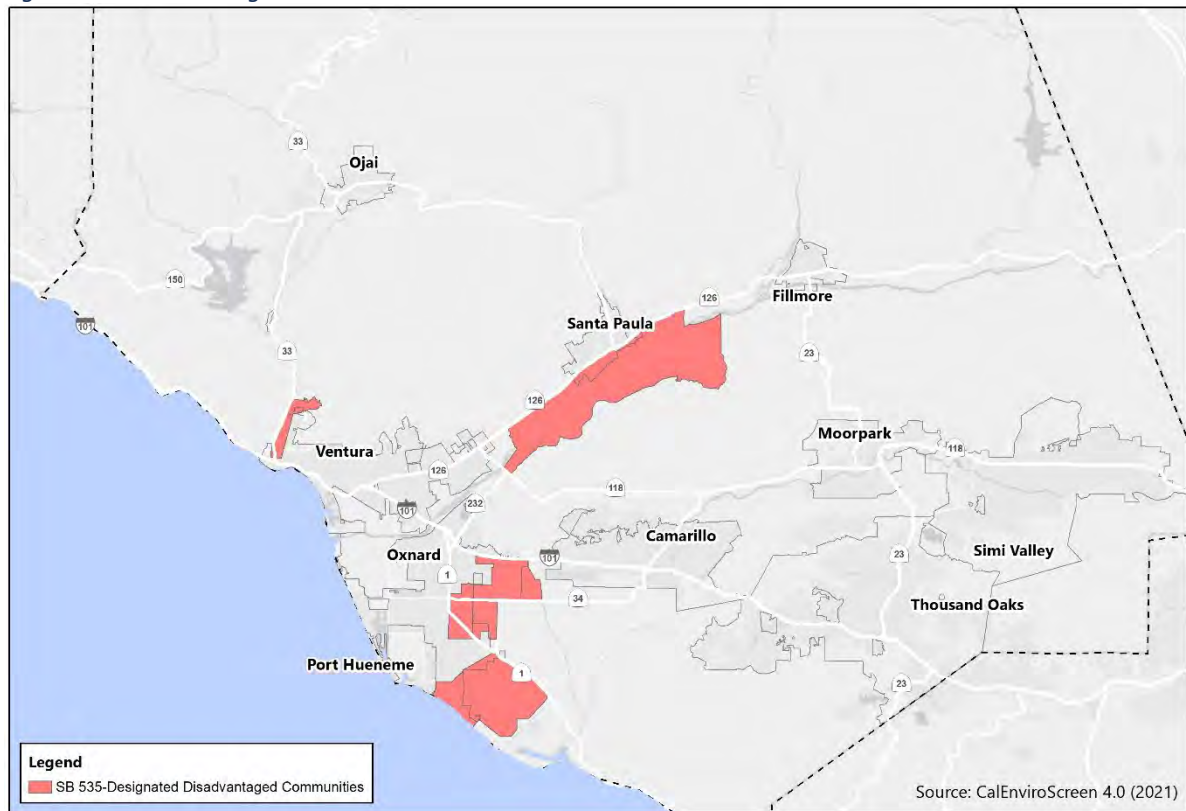 33
Ojai
150
101
33
Santa Paula
126
Fillmore
23
126
Ventura
126
232
101
118
Moorpark
118
Camarillo
Oxnard
101
1
34
23
Simi Valley
Thousand Oaks
Port Hueneme
1
23
Legend
SB 535-Designated Disadvantaged Communities
Source: CalEnviroScreen 4.0 (2021)